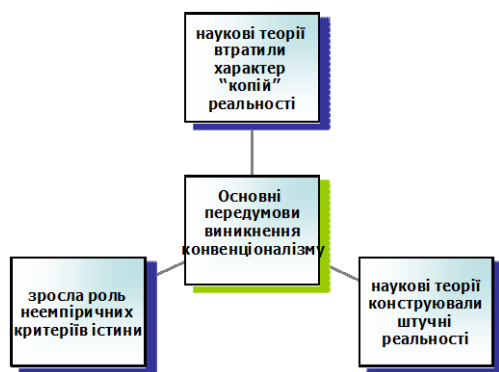 наукові теорії
втратили
характер
“копій”
реальності
Основні
передумови
виникнення
конвенціоналізму
зросла роль
неемпіричних
критеріїв істини
наукові теорії
конструювали
штучні
реальності